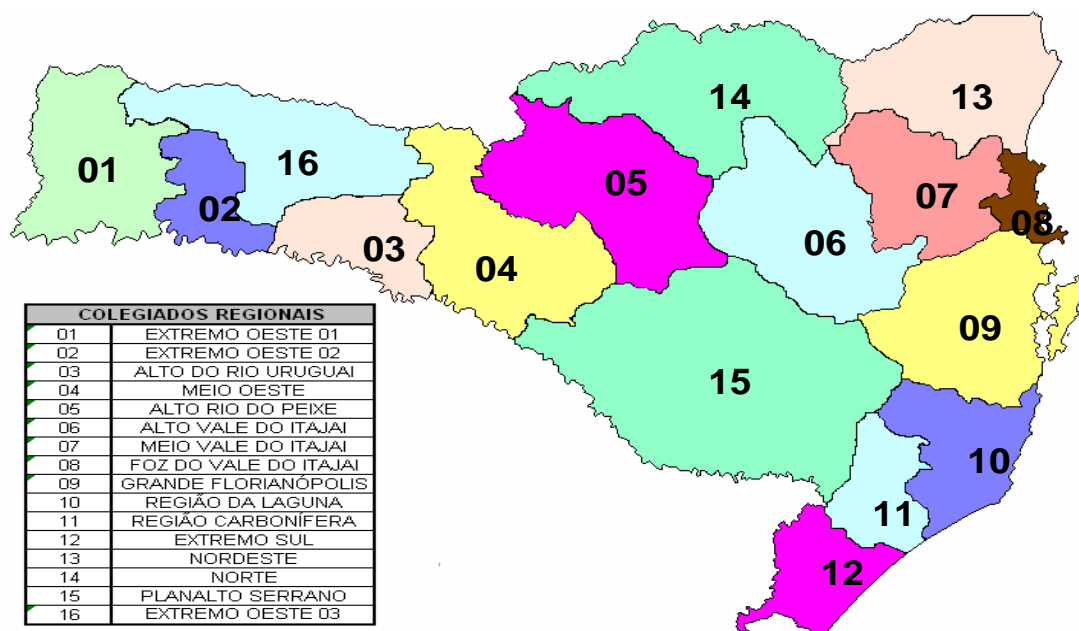 14
13
01
16
05
07
02
08
06
03
04
09
15
10
11
12
COLEGIADOS REGIONAIS
01 EXTREMO OESTE 01
02 EXTREMO OESTE 02
03 ALTO DO RIO URUGUAI
04 MEIO OESTE
05 ALTO RIO DO PEIXE
06 ALTO VALE DO ITAJAI
07 MEIO VALE DO ITAJAI
08 FOZ DO VALE DO ITAJAI
09 GRANDE FLORIANÓPOLIS
10 REGIÃO DA LAGUNA
11 REGIÃO CARBONÍFERA
12 EXTREMO SUL
13 NORDESTE
14 NORTE
15 PLANALTO SERRANO
16 EXTREMO OESTE 03